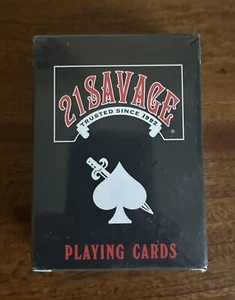 21 SAVAGE
TRUSTED SINCE 1992
®
PLAYING CARDS